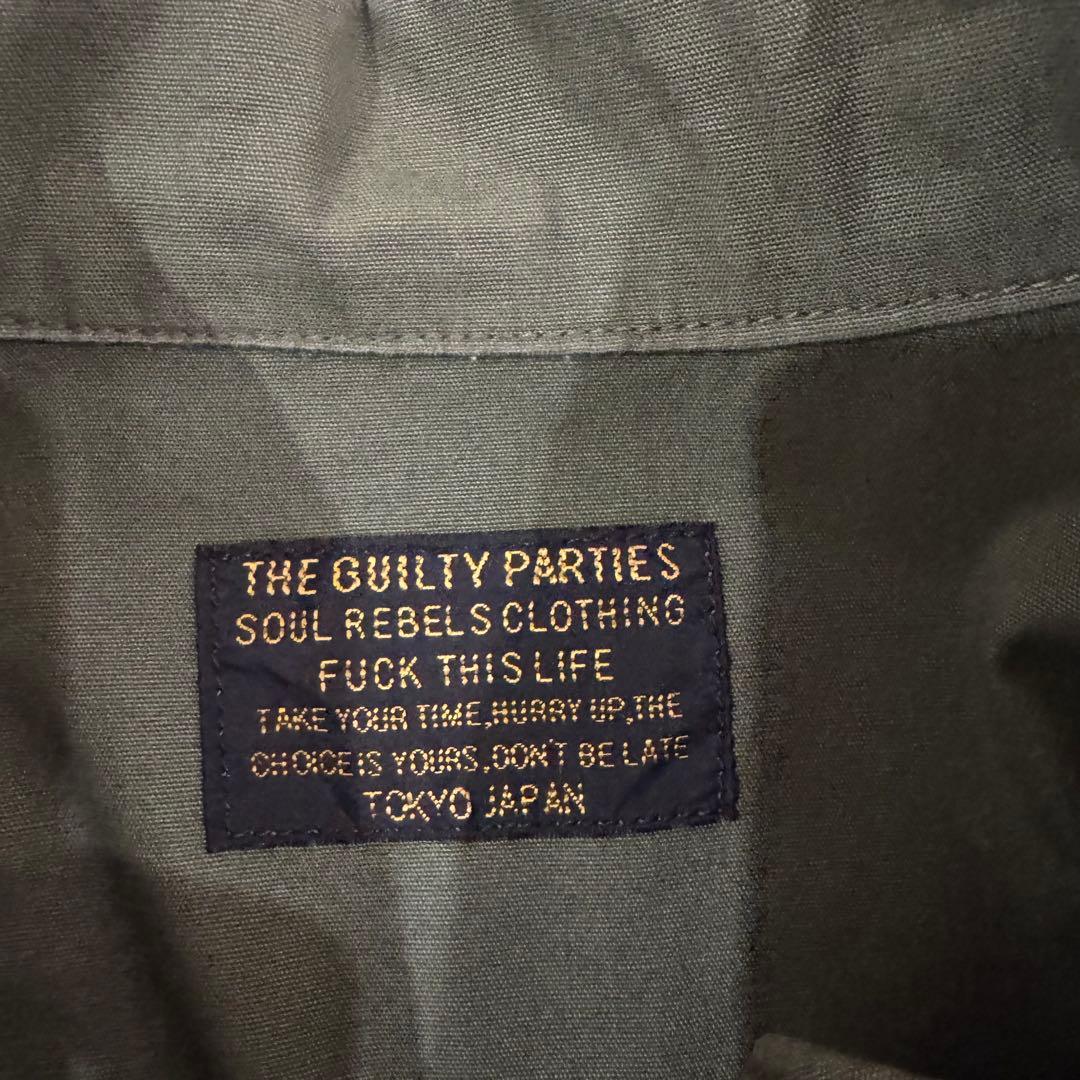 THE GUILTY PARTIES
SOUL REBELS CLOTHING
FUCK THIS LIFE
TAKE YOUR TIME,HURRY UP,THE
CHOICE IS YOURS,DON'T BE LATE
TOKYO JAPAN